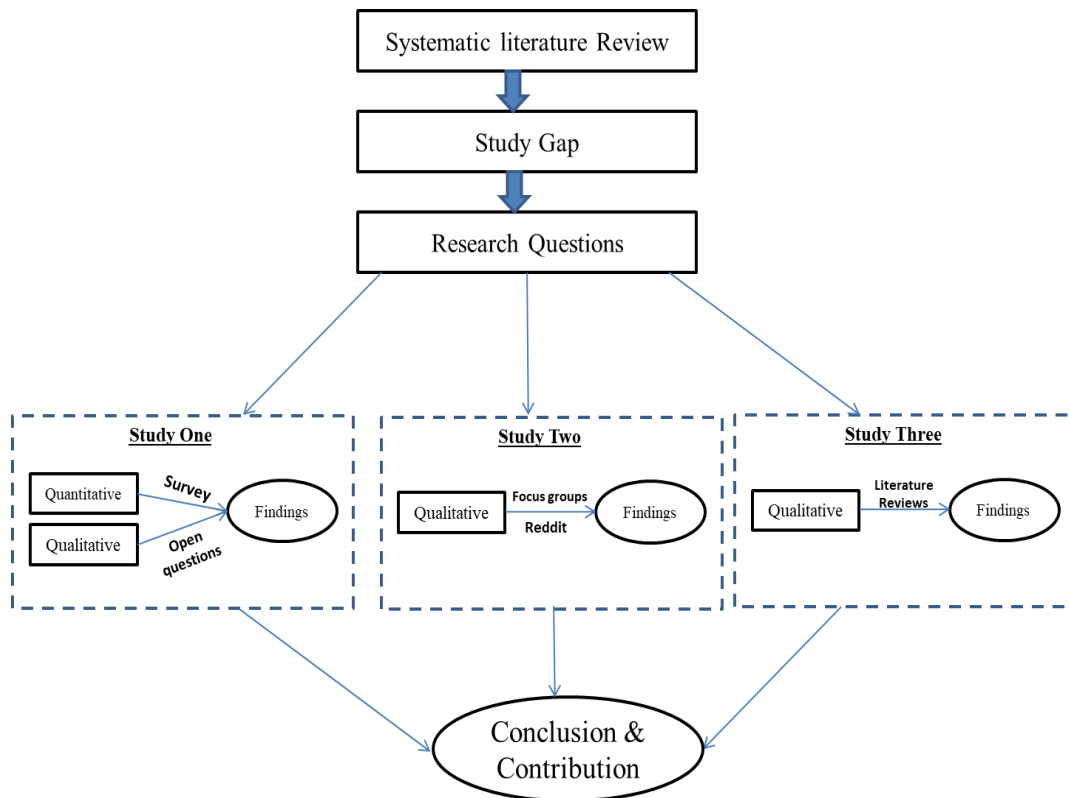 Systematic literature Review
Study Gap
Research Questions
Study One
Quantitative
Survey
Findings
Qualitative
Open
questions
Study Two
Qualitative
Focus groups
Reddit
Findings
Study Three
Qualitative
Literature
Reviews
Findings
Conclusion &
Contribution